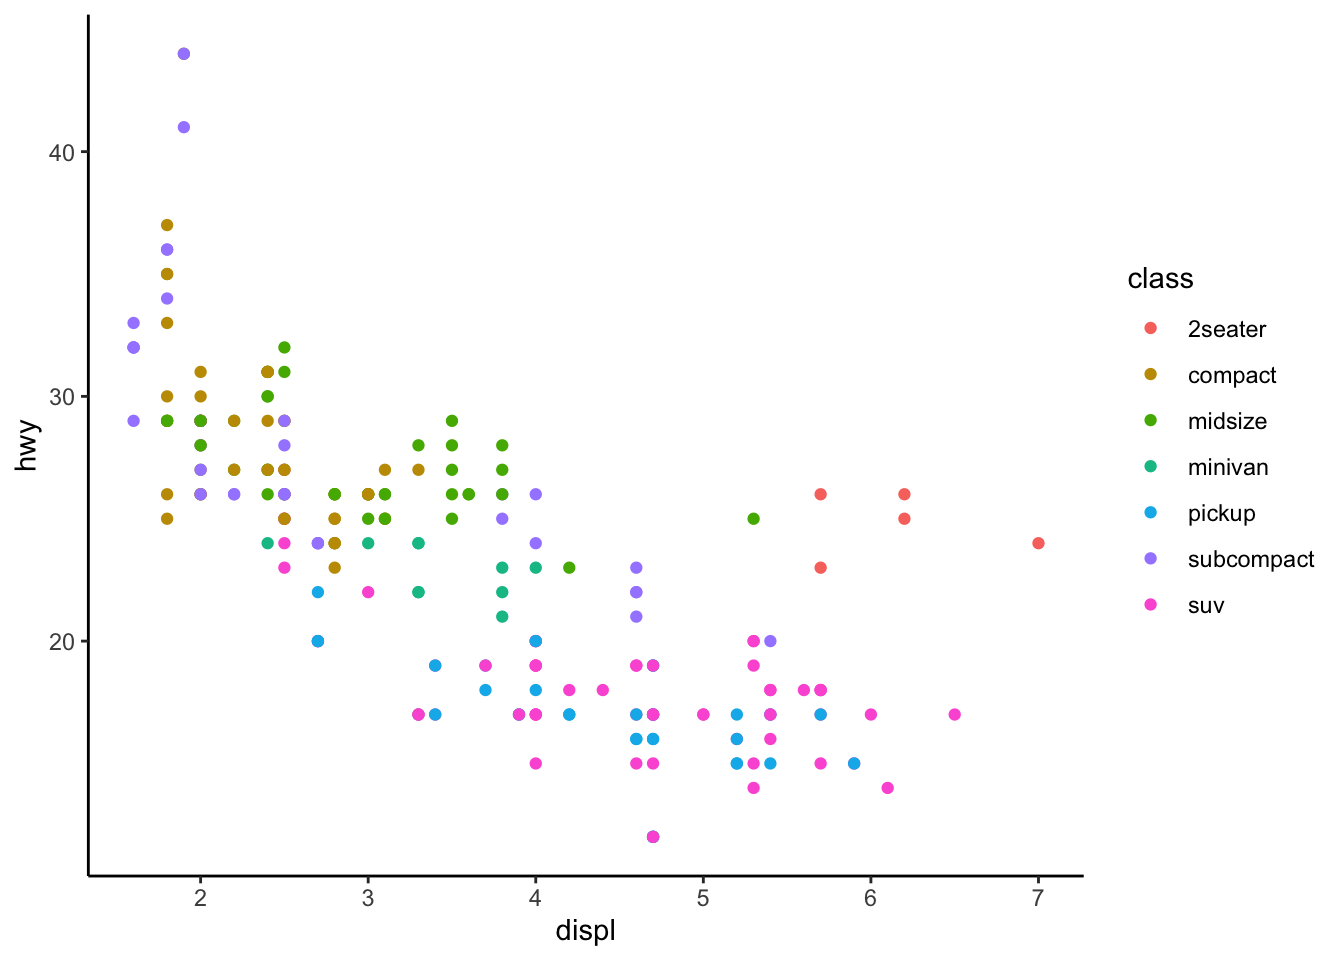 40
30
20
hwy
2 3 4 5 6 7
displ
class
2seater
compact
midsize
minivan
pickup
subcompact
suv